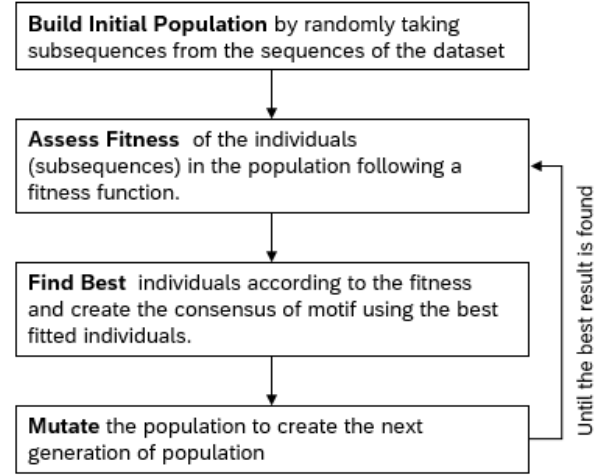 Build Initial Population by randomly taking
subsequences from the sequences of the dataset
Assess Fitness of the individuals
(subsequences) in the population following a
fitness function.
Find Best individuals according to the fitness
and create the consensus of motif using the best
fitted individuals.
Mutate the population to create the next
generation of population
Until the best result is found